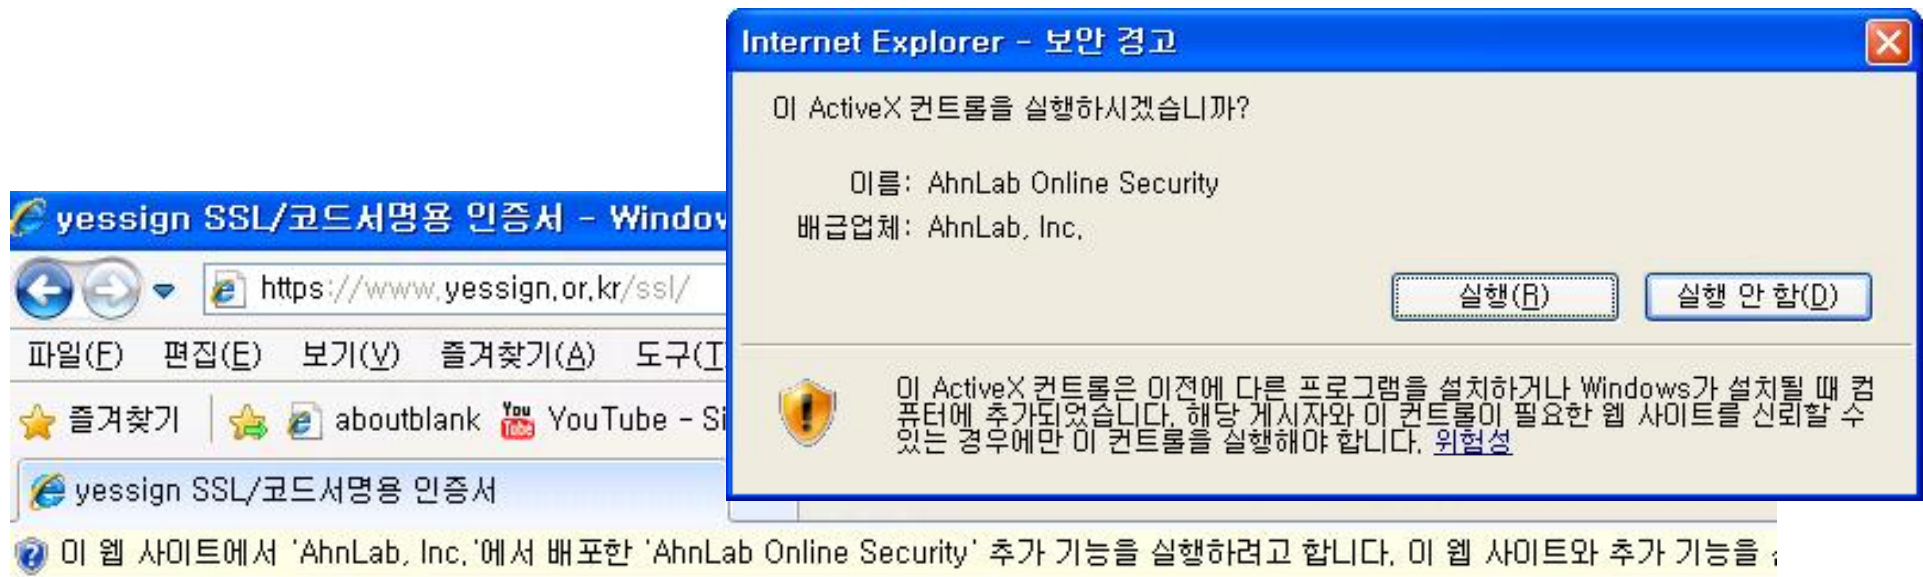 Internet Explorer - 보안 경고
이 ActiveX 컨트롤을 실행하시겠습니까?
이름: AhnLab Online Security
배급업체: AhnLab, Inc.
실행(R) 실행 안 함(D)
이 ActiveX 컨트롤은 이전에 다른 프로그램을 설치하거나 Windows가 설치될 때 컴
퓨터에 추가되었습니다. 해당 게시자와 이 컨트롤이 필요한 웹 사이트를 신뢰할 수
있는 경우에만 이 컨트롤을 실행해야 합니다. 위험성
yessign SSL/코드서명용 인증서 - Window
https://www.yessign.or.kr/ssl/
파일(F) 편집(E) 보기(V) 즐겨찾기(A) 도구(T
즐겨찾기 aboutblank You Tube YouTube - Si
yessign SSL/코드서명용 인증서
이 웹 사이트에서 'AhnLab, Inc.'에서 배포한 'AhnLab Online Security' 추가 기능을 실행하려고 합니다. 이 웹 사이트와 추가 기능을